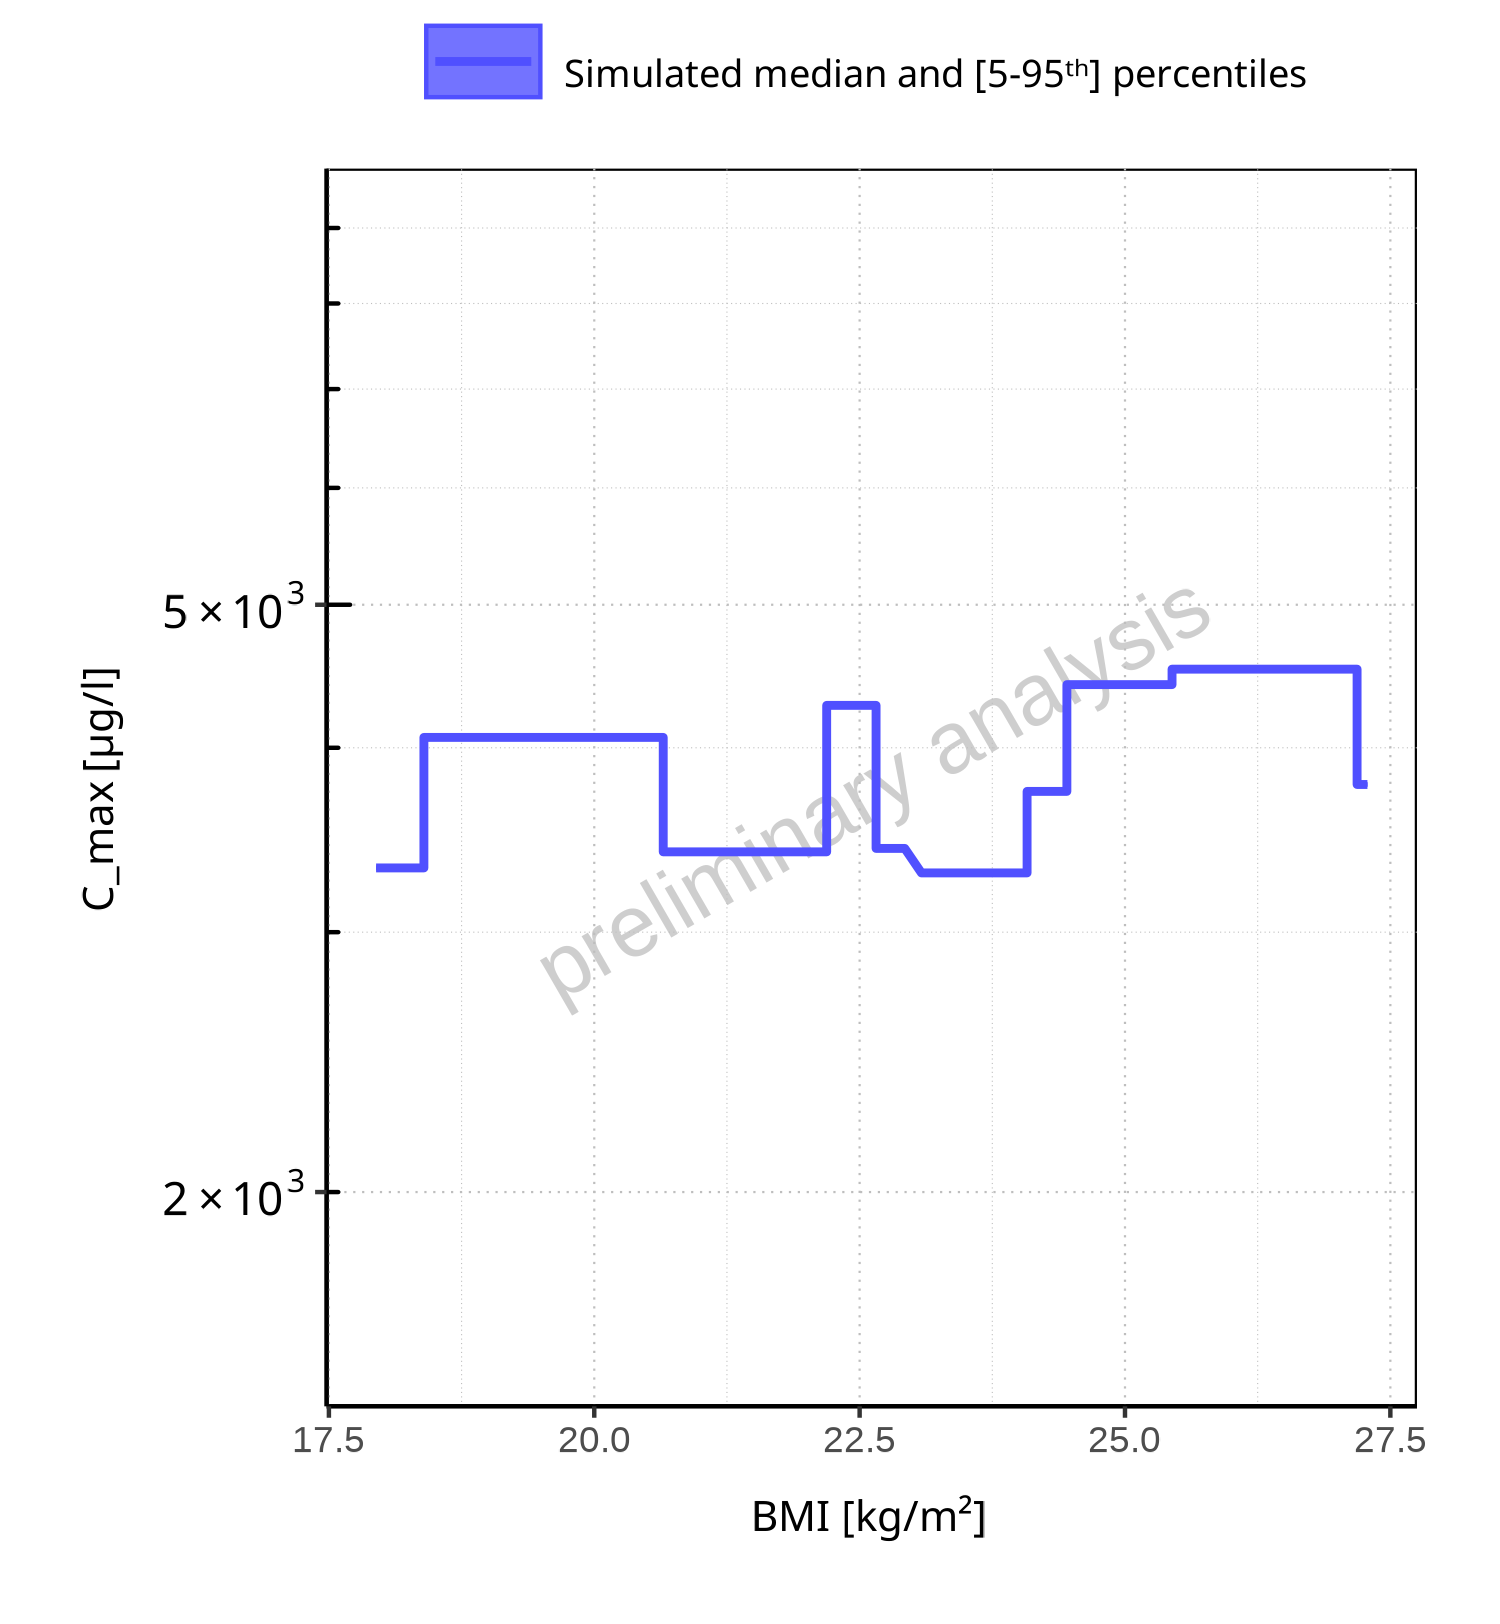 Simulated median and [5-95ᵗʰ] percentiles
5 × 10³
2 × 10³
C_max [µg/l]
preliminary analysis
17.5 20.0 22.5 25.0 27.5
BMI [kg/m²]